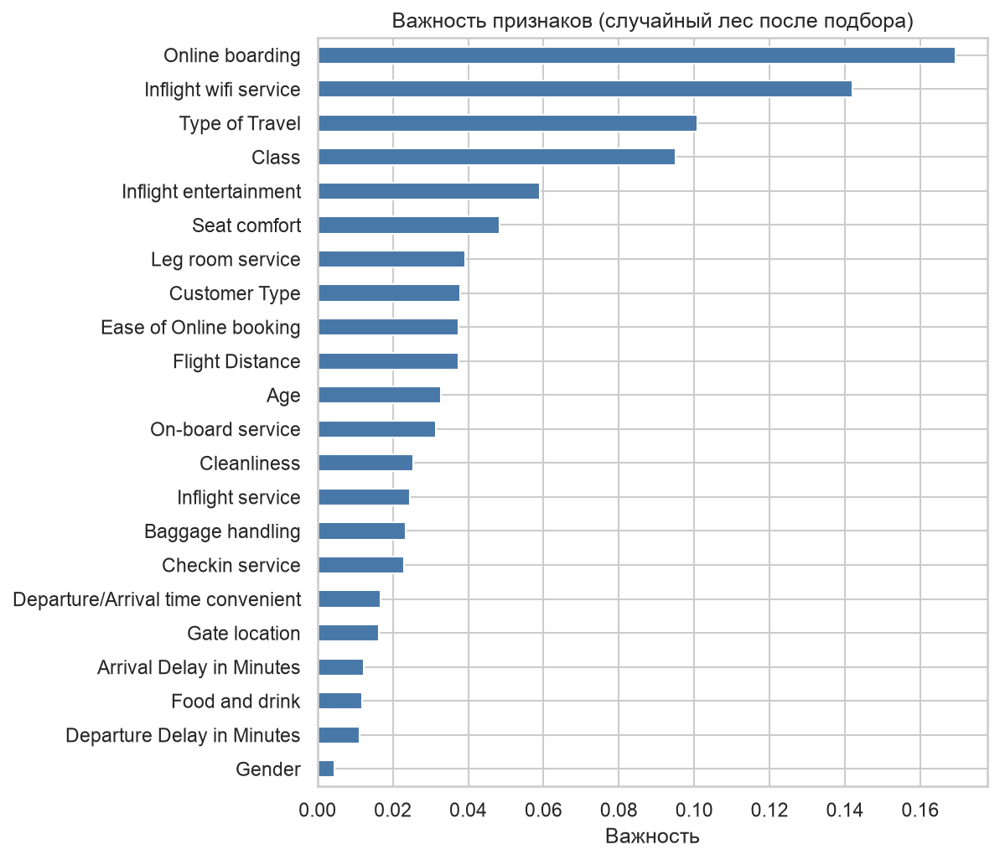 Важность признаков (случайный лес после подбора)
Online boarding
Inflight wifi service
Type of Travel
Class
Inflight entertainment
Seat comfort
Leg room service
Customer Type
Ease of Online booking
Flight Distance
Age
On-board service
Cleanliness
Inflight service
Baggage handling
Checkin service
Departure/Arrival time convenient
Gate location
Arrival Delay in Minutes
Food and drink
Departure Delay in Minutes
Gender
0.00 0.02 0.04 0.06 0.08 0.10 0.12 0.14 0.16
Важность